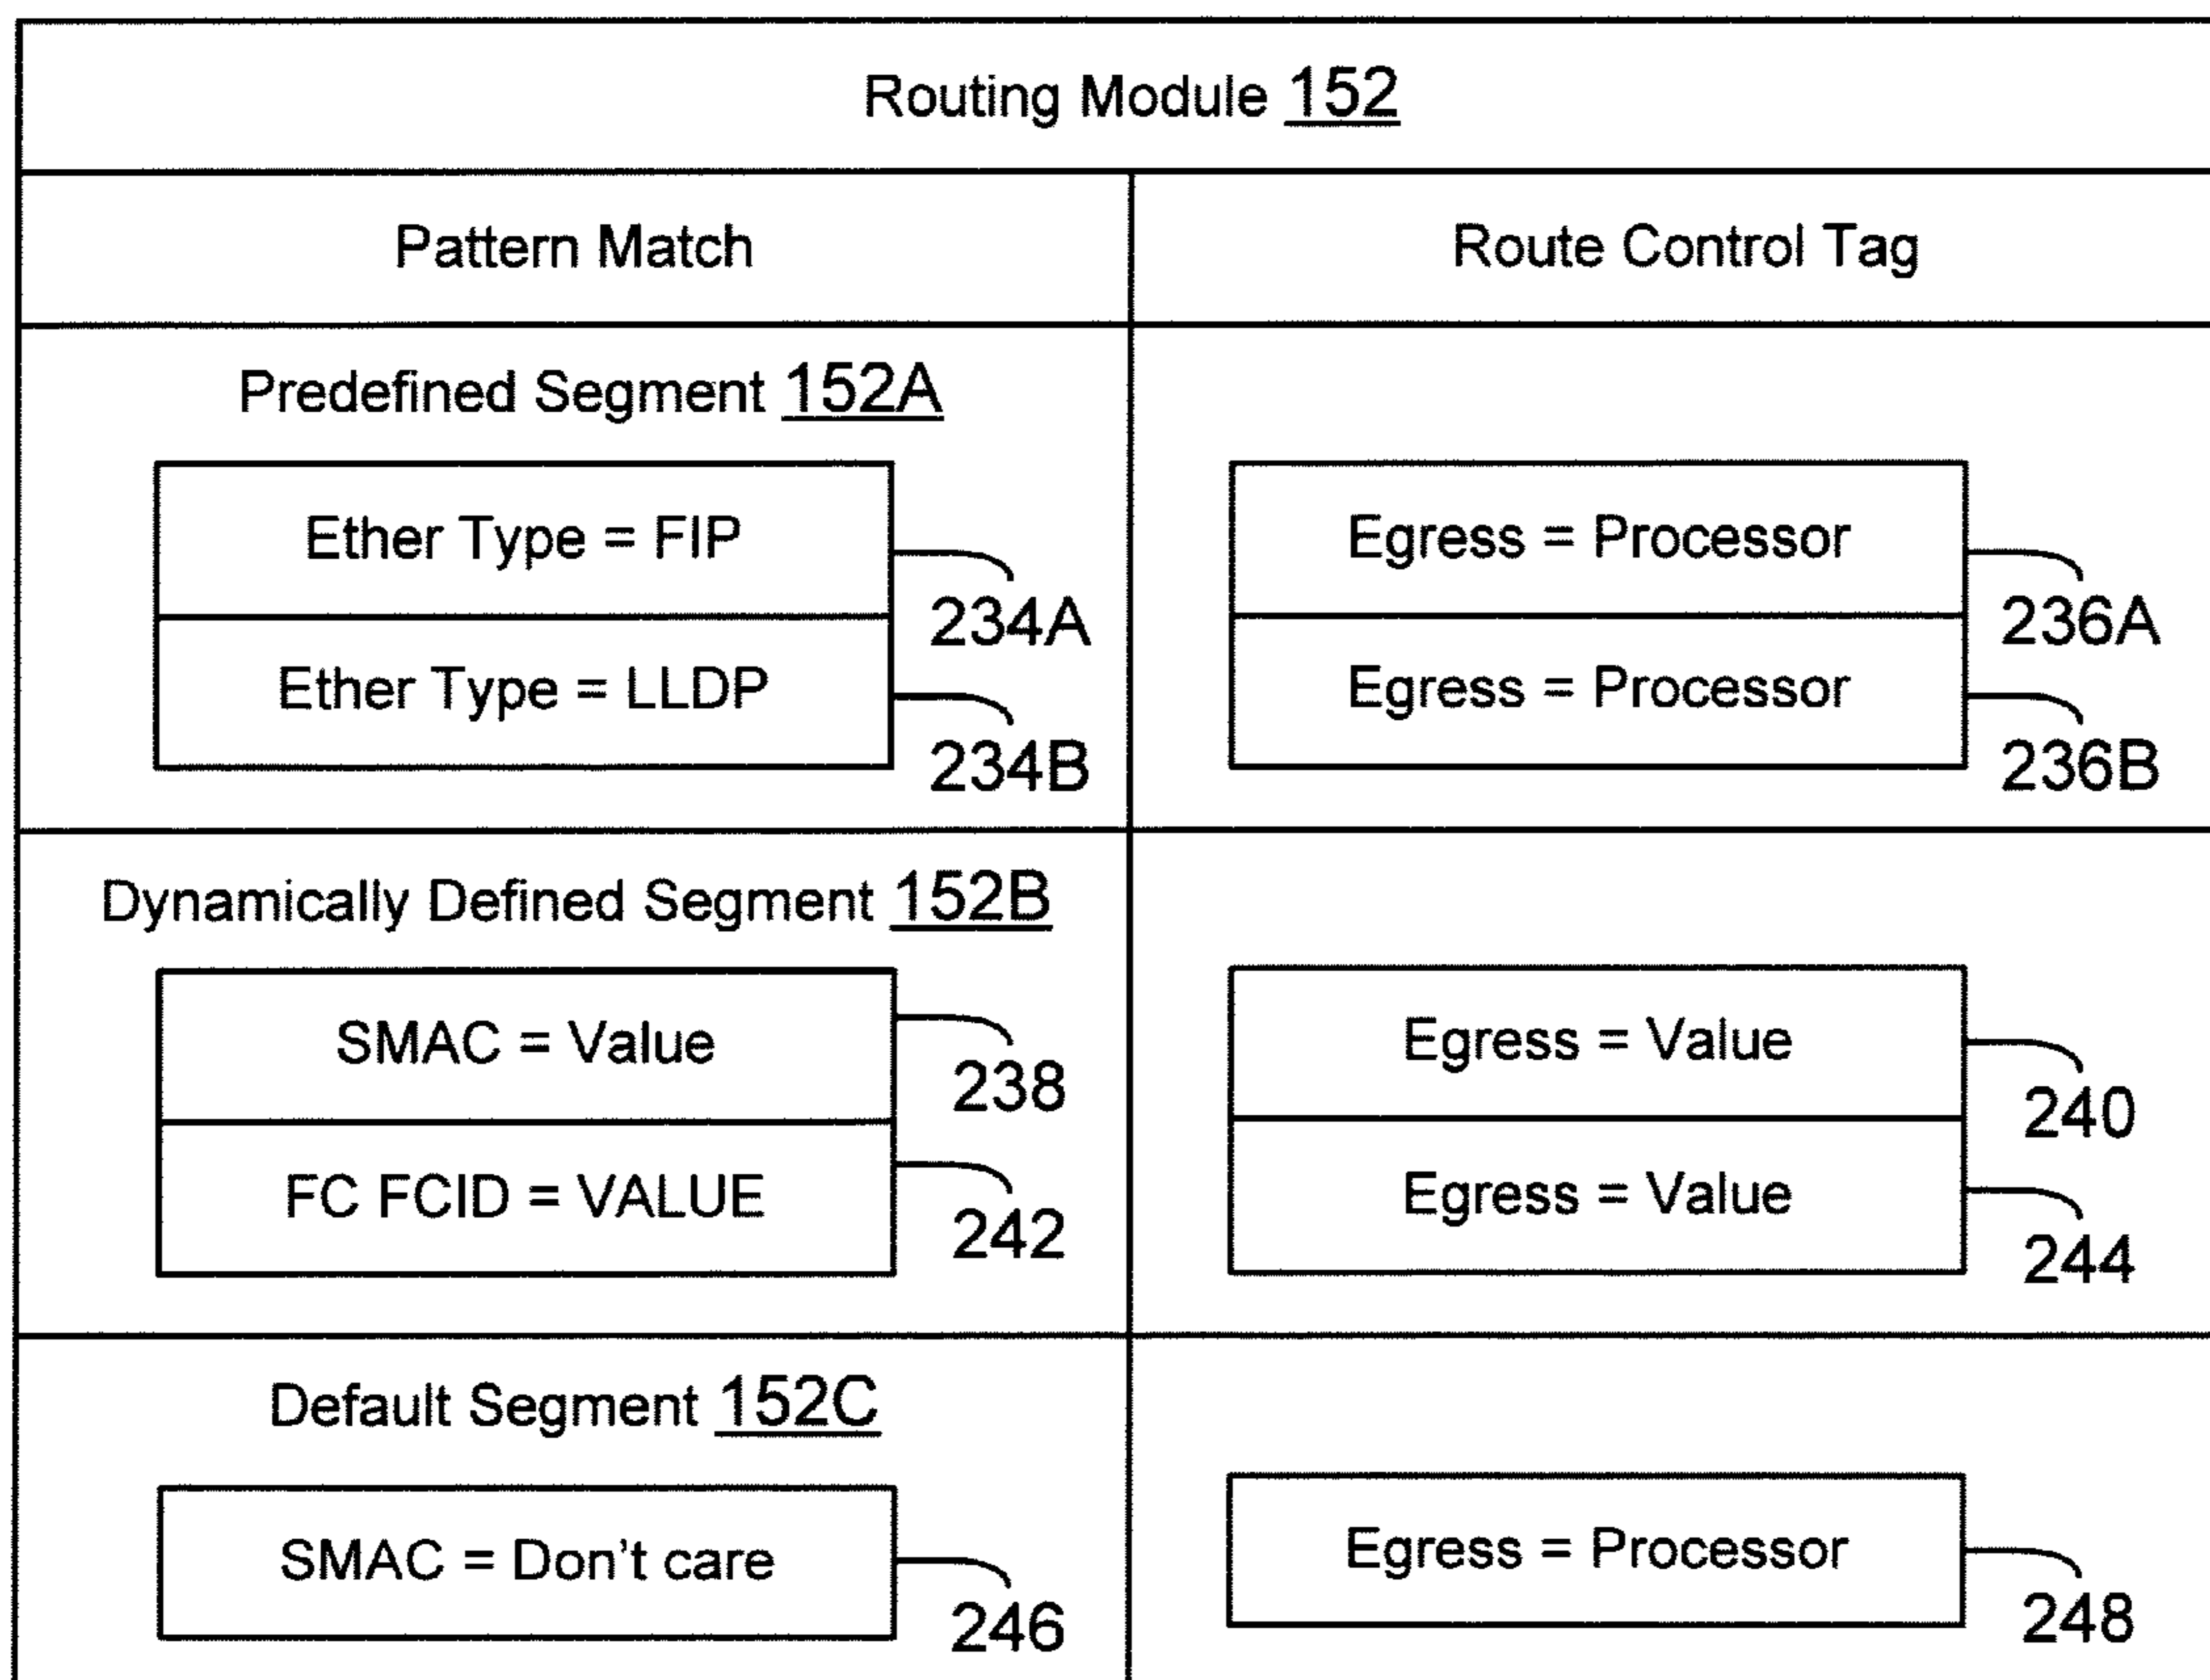 Routing Module 152
Pattern Match
Route Control Tag
Predefined Segment 152A
Ether Type = FIP
234A
Ether Type = LLDP
234B
Egress = Processor
236A
Egress = Processor
236B
Dynamically Defined Segment 152B
SMAC = Value
238
FC FCID = VALUE
242
Egress = Value
240
Egress = Value
244
Default Segment 152C
SMAC = Don't care
246
Egress = Processor
248